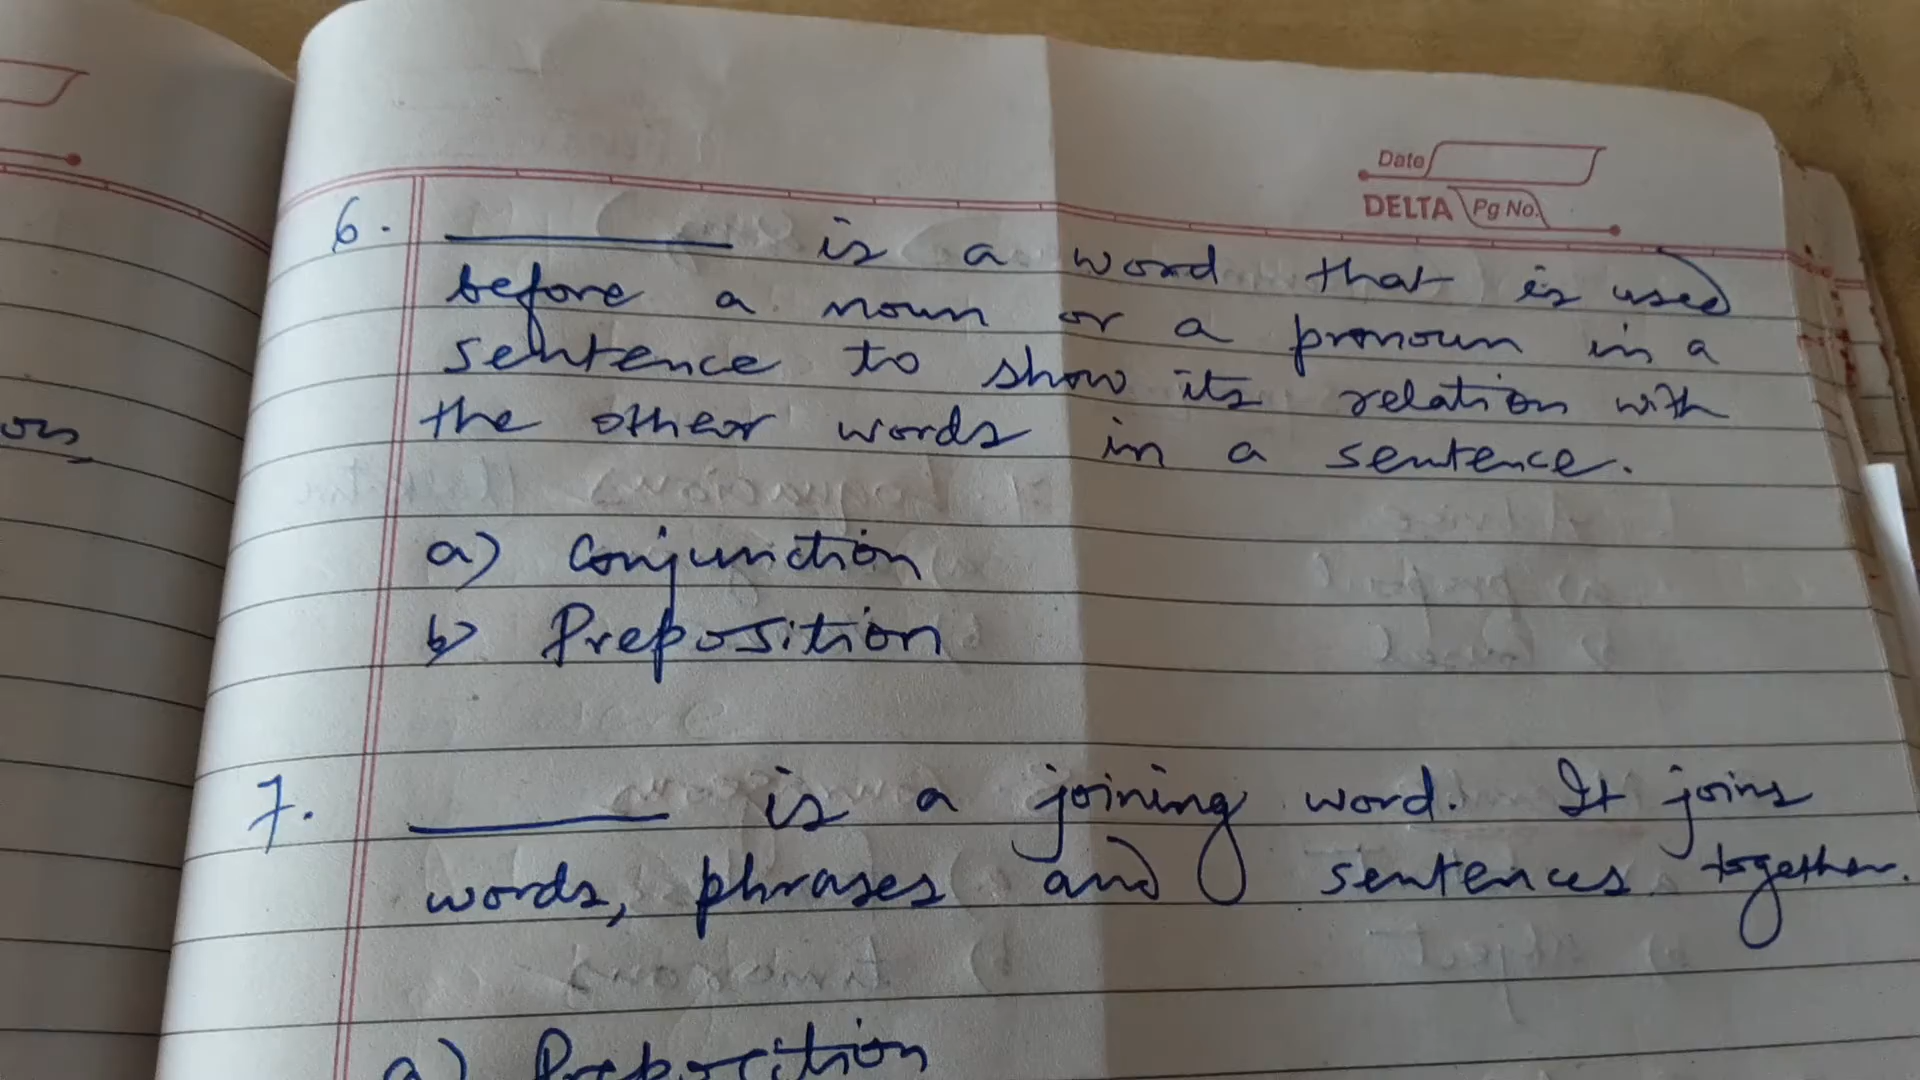 Date
DELTA Pg No.
6. ________ is a word that is used
before a noun or a pronoun in a
sentence to show its relation with
the other words in a sentence.
a) Conjunction
b) Preposition
7. ________ is a joining word. It joins
words, phrases and sentences together.
a) Preposition